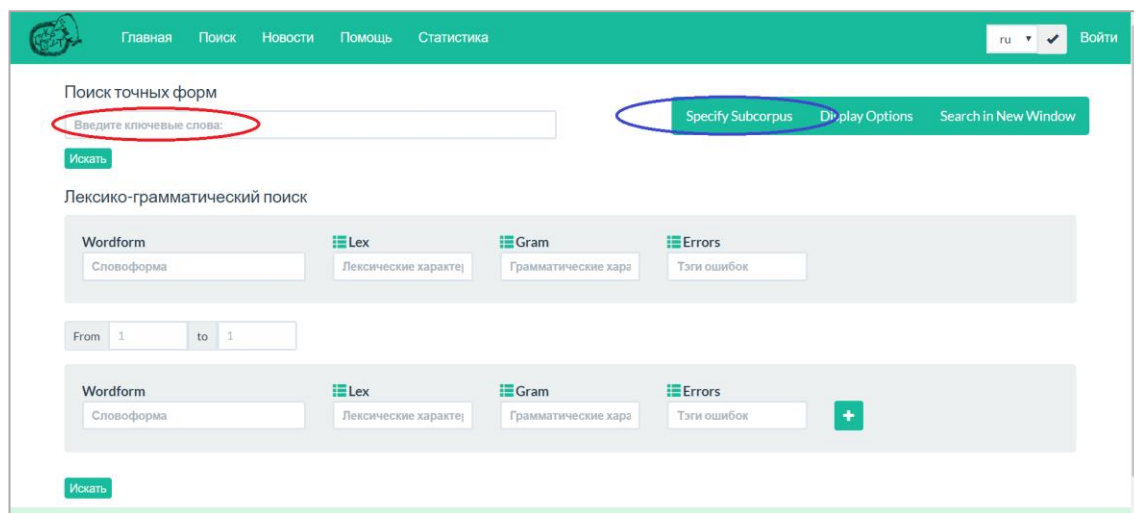 Главная Поиск Новости Помощь Статистика ru Войти
Поиск точных форм
Введите ключевые слова:
Specify Subcorpus Display Options Search in New Window
Искать
Лексико-грамматический поиск
Wordform Lex Gram Errors
Словоформа Лексические характер Грамматические хара Тэги ошибок
From 1 to 1
Wordform Lex Gram Errors
Словоформа Лексические характер Грамматические хара Тэги ошибок
+
Искать